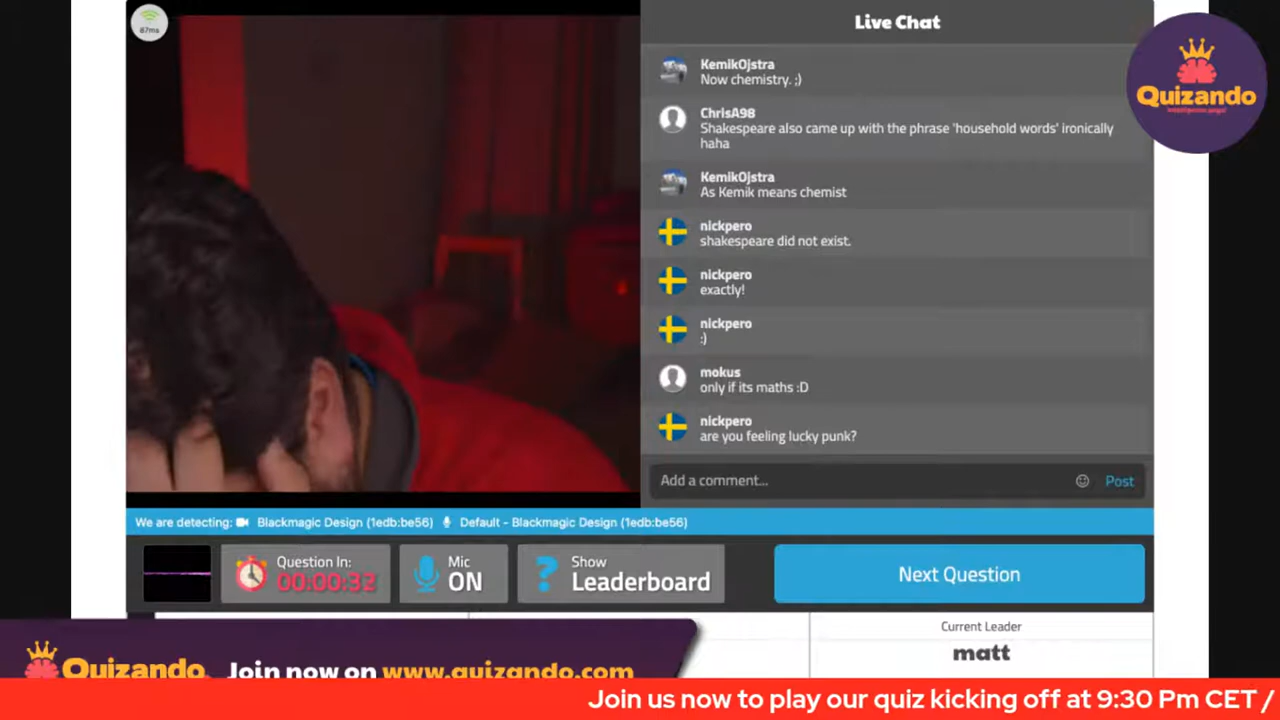 87ms
Live Chat
KemikOjstra
Now chemistry. ;)
ChrisA98
Shakespeare also came up with the phrase 'household words' ironically
haha
KemikOjstra
As Kemik means chemist
nickpero
shakespeare did not exist.
nickpero
exactly!
nickpero
:)
mokus
only if its maths :D
nickpero
are you feeling lucky punk?
Add a comment...
Post
Quizando
We are detecting: Blackmagic Design (1edb:be56) Default - Blackmagic Design (1edb:be56)
Question In:
00:00:32
Mic
ON
Show
Leaderboard
Next Question
Current Leader
matt
Quizando
Join now on www.quizando.com
Join us now to play our quiz kicking off at 9:30 Pm CET /